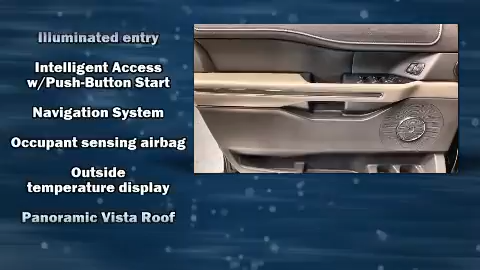 Illuminated entry
Intelligent Access
w/Push-Button Start
Navigation System
Occupant sensing airbag
Outside
temperature display
Panoramic Vista Roof